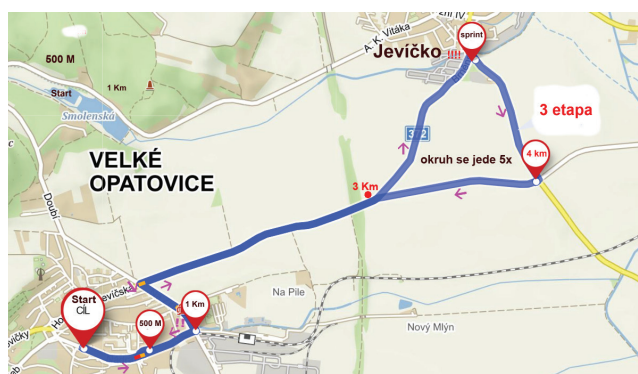 A. K. Vitáka
sprint
Jevíčko !!!!
500 M
1 Km
Start
Smolenská
3 etapa
VELKÉ
OPATOVICE
okruh se jede 5x
4 km
3 Km
Doubí
Na Pile
Start
CÍL
500 M
1 Km
Nový Mlýn